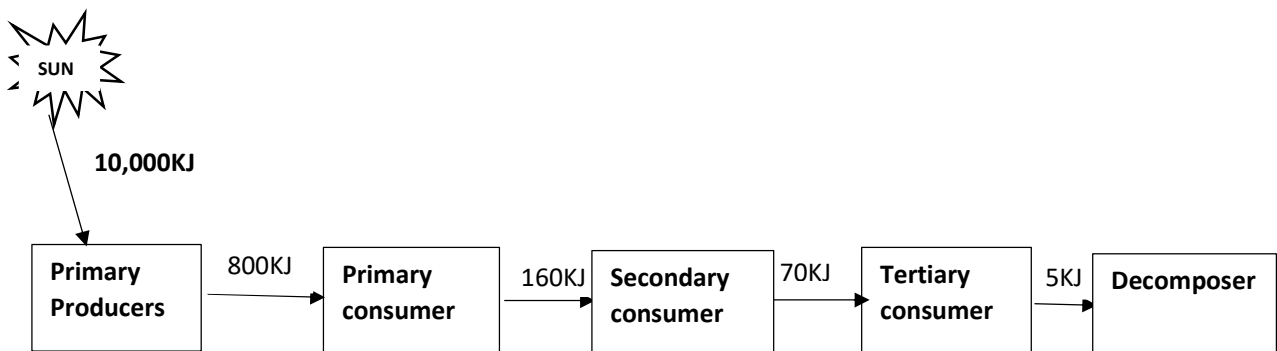 SUN
10,000KJ
Primary
Producers
800KJ
Primary
consumer
160KJ
Secondary
consumer
70KJ
Tertiary
consumer
5KJ
Decomposer